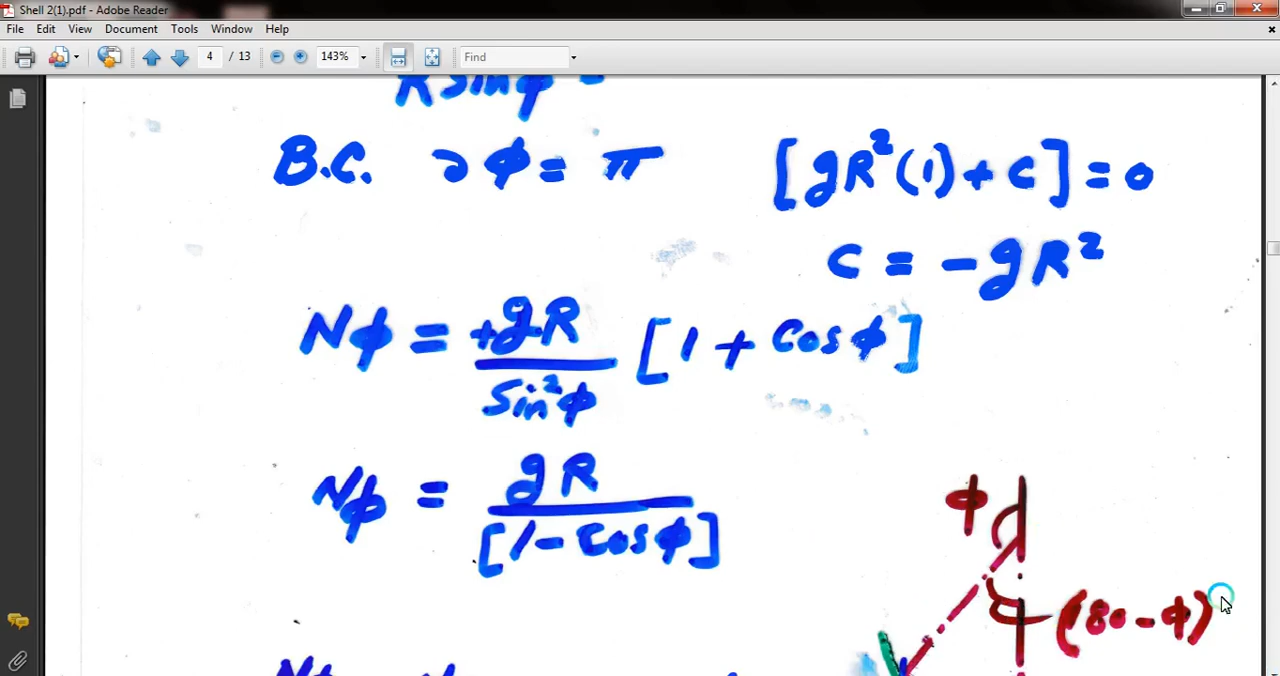 Shell 2(1).pdf - Adobe Reader
File Edit View Document Tools Window Help
4 / 13 143% Find
R sinφ =
B.C. φ = π [gR²(1) + C] = 0
C = -gR²
Nφ = +gR / sin²φ [1 + Cosφ]
Nφ = gR / [1 - Cosφ]
φ
(180 - φ)